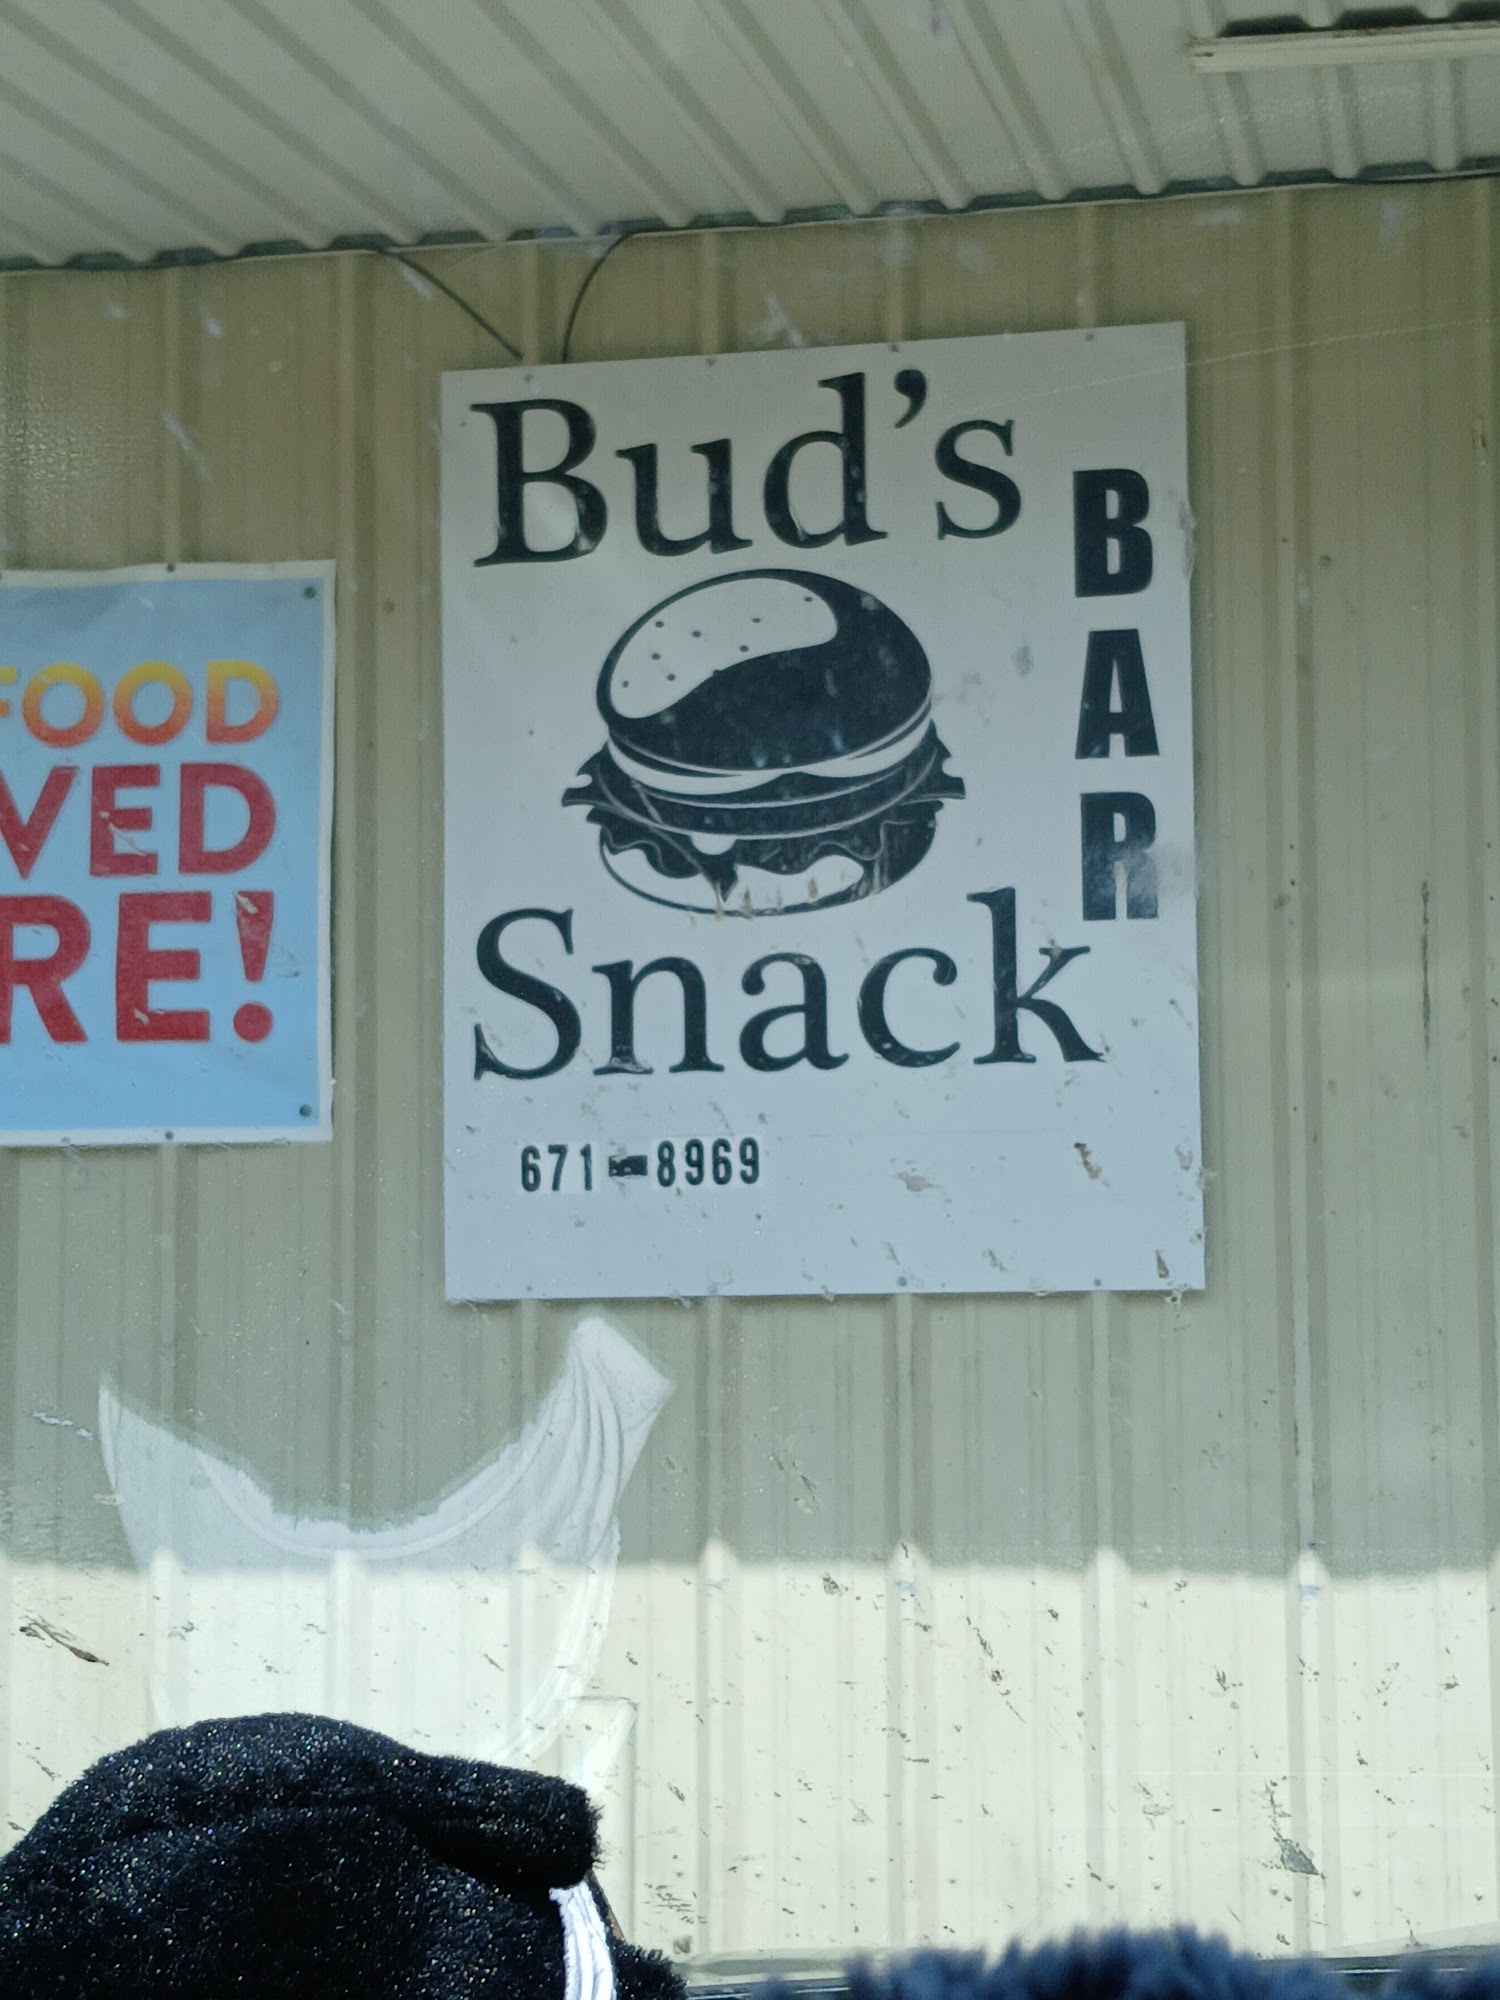 FOOD
VED
RE!
Bud's
BAR
Snack
671-8969